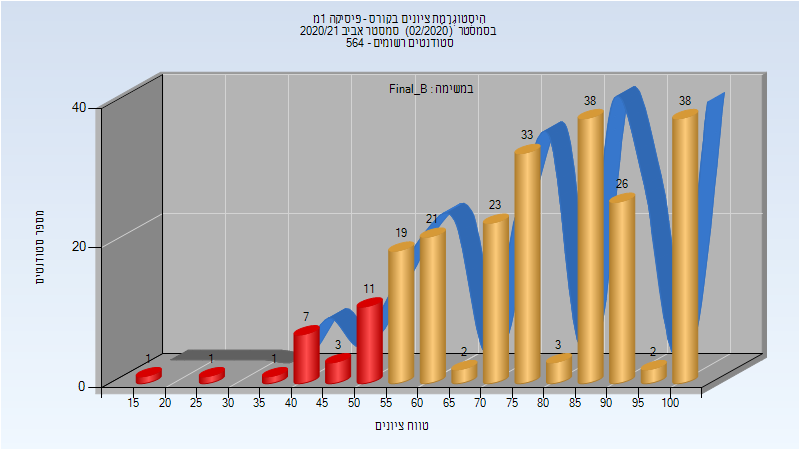 היסטוגרמת ציונים בקורס - פיסיקה 1מ
בסמסטר (02/2020) סמסטר אביב 2020/21
סטודנטים רשומים - 564
במשימה : Final_B
מספר סטודנטים
40
20
0
1
1
1
7
3
11
19
21
2
23
33
3
38
26
2
38
15 20 25 30 35 40 45 50 55 60 65 70 75 80 85 90 95 100
טווח ציונים